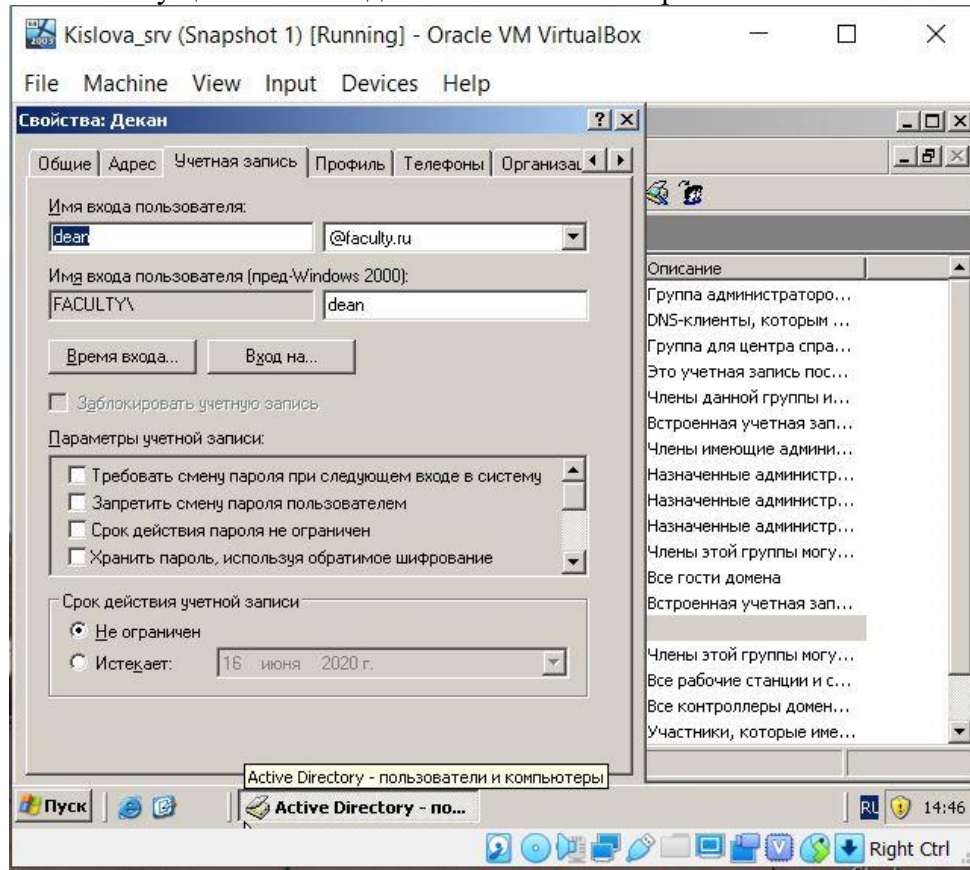 Kislova_srv (Snapshot 1) [Running] - Oracle VM VirtualBox
File Machine View Input Devices Help
Свойства: Декан
Общие Адрес Учетная запись Профиль Телефоны Организац
Имя входа пользователя:
dean @faculty.ru
Имя входа пользователя (пред-Windows 2000):
FACULTY\ dean
Время входа... Вход на...
Заблокировать учетную запись
Параметры учетной записи:
Требовать смену пароля при следующем входе в систему
Запретить смену пароля пользователем
Срок действия пароля не ограничен
Хранить пароль, используя обратимое шифрование
Срок действия учетной записи
Не ограничен
Истекает: 16 июня 2020 г.
Описание
Группа администраторо...
DNS-клиенты, которым ...
Группа для центра спра...
Это учетная запись пос...
Члены данной группы и...
Встроенная учетная зап...
Члены имеющие админи...
Назначенные администр...
Назначенные администр...
Назначенные администр...
Члены этой группы могу...
Все гости домена
Встроенная учетная зап...
Члены этой группы могу...
Все рабочие станции и с...
Все контроллеры домен...
Участники, которые име...
Active Directory - пользователи и компьютеры
Пуск Active Directory - по... RU 14:46
Right Ctrl